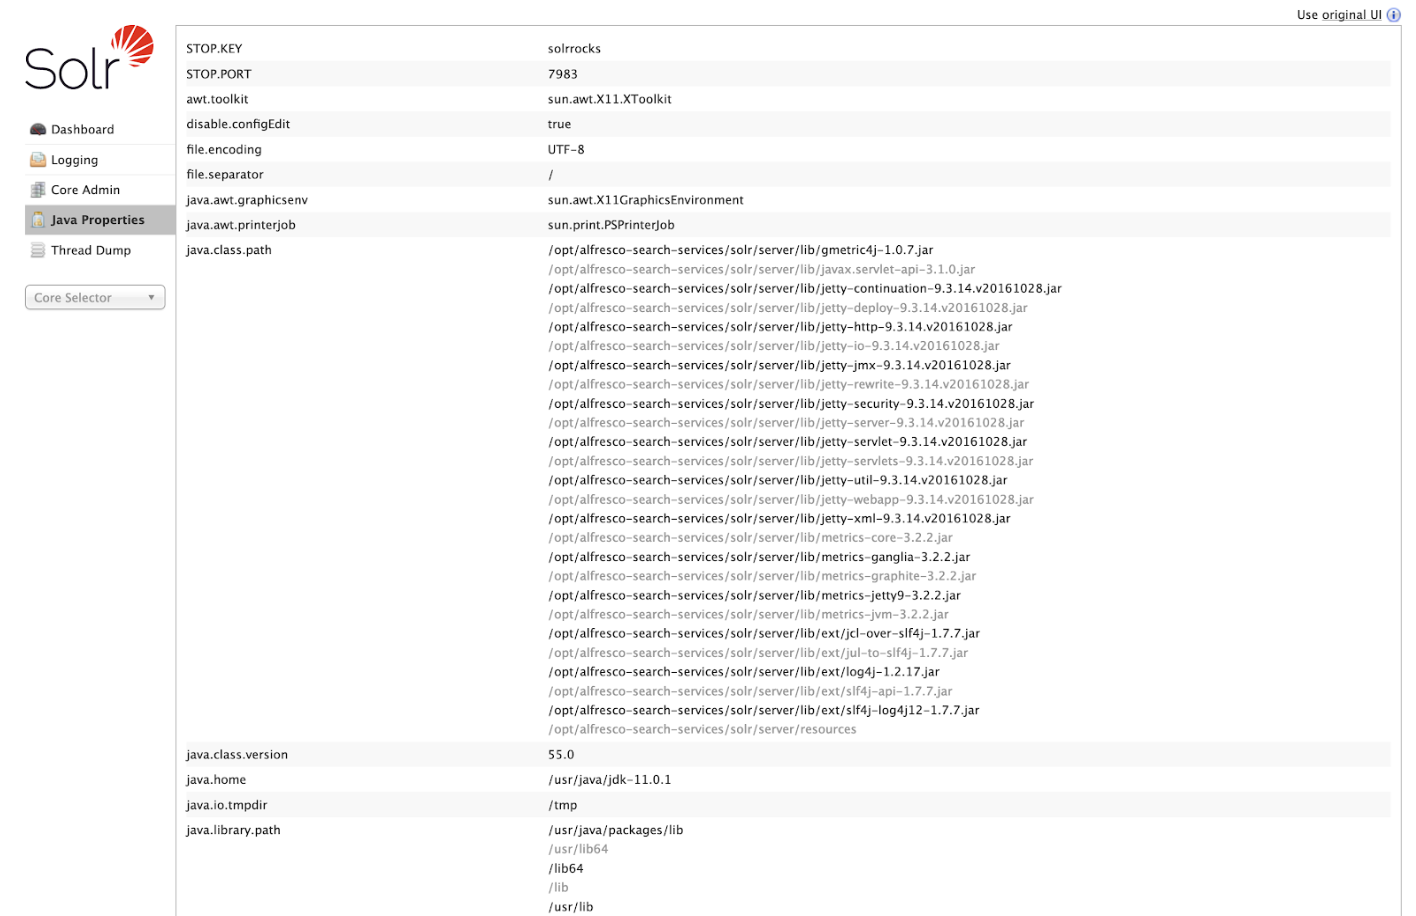 Use original UI
Solr
Dashboard
Logging
Core Admin
Java Properties
Thread Dump
Core Selector
STOP.KEY solrrocks
STOP.PORT 7983
awt.toolkit sun.awt.X11.XToolkit
disable.configEdit true
file.encoding UTF-8
file.separator /
java.awt.graphicsenv sun.awt.X11GraphicsEnvironment
java.awt.printerjob sun.print.PSPrinterJob
java.class.path /opt/alfresco-search-services/solr/server/lib/gmetric4j-1.0.7.jar
/opt/alfresco-search-services/solr/server/lib/javax.servlet-api-3.1.0.jar
/opt/alfresco-search-services/solr/server/lib/jetty-continuation-9.3.14.v20161028.jar
/opt/alfresco-search-services/solr/server/lib/jetty-deploy-9.3.14.v20161028.jar
/opt/alfresco-search-services/solr/server/lib/jetty-http-9.3.14.v20161028.jar
/opt/alfresco-search-services/solr/server/lib/jetty-io-9.3.14.v20161028.jar
/opt/alfresco-search-services/solr/server/lib/jetty-jmx-9.3.14.v20161028.jar
/opt/alfresco-search-services/solr/server/lib/jetty-rewrite-9.3.14.v20161028.jar
/opt/alfresco-search-services/solr/server/lib/jetty-security-9.3.14.v20161028.jar
/opt/alfresco-search-services/solr/server/lib/jetty-server-9.3.14.v20161028.jar
/opt/alfresco-search-services/solr/server/lib/jetty-servlet-9.3.14.v20161028.jar
/opt/alfresco-search-services/solr/server/lib/jetty-servlets-9.3.14.v20161028.jar
/opt/alfresco-search-services/solr/server/lib/jetty-util-9.3.14.v20161028.jar
/opt/alfresco-search-services/solr/server/lib/jetty-webapp-9.3.14.v20161028.jar
/opt/alfresco-search-services/solr/server/lib/jetty-xml-9.3.14.v20161028.jar
/opt/alfresco-search-services/solr/server/lib/metrics-core-3.2.2.jar
/opt/alfresco-search-services/solr/server/lib/metrics-ganglia-3.2.2.jar
/opt/alfresco-search-services/solr/server/lib/metrics-graphite-3.2.2.jar
/opt/alfresco-search-services/solr/server/lib/metrics-jetty9-3.2.2.jar
/opt/alfresco-search-services/solr/server/lib/metrics-jvm-3.2.2.jar
/opt/alfresco-search-services/solr/server/lib/ext/jcl-over-slf4j-1.7.7.jar
/opt/alfresco-search-services/solr/server/lib/ext/jul-to-slf4j-1.7.7.jar
/opt/alfresco-search-services/solr/server/lib/ext/log4j-1.2.17.jar
/opt/alfresco-search-services/solr/server/lib/ext/slf4j-api-1.7.7.jar
/opt/alfresco-search-services/solr/server/lib/ext/slf4j-log4j12-1.7.7.jar
/opt/alfresco-search-services/solr/server/resources
java.class.version 55.0
java.home /usr/java/jdk-11.0.1
java.io.tmpdir /tmp
java.library.path /usr/java/packages/lib
/usr/lib64
/lib64
/lib
/usr/lib